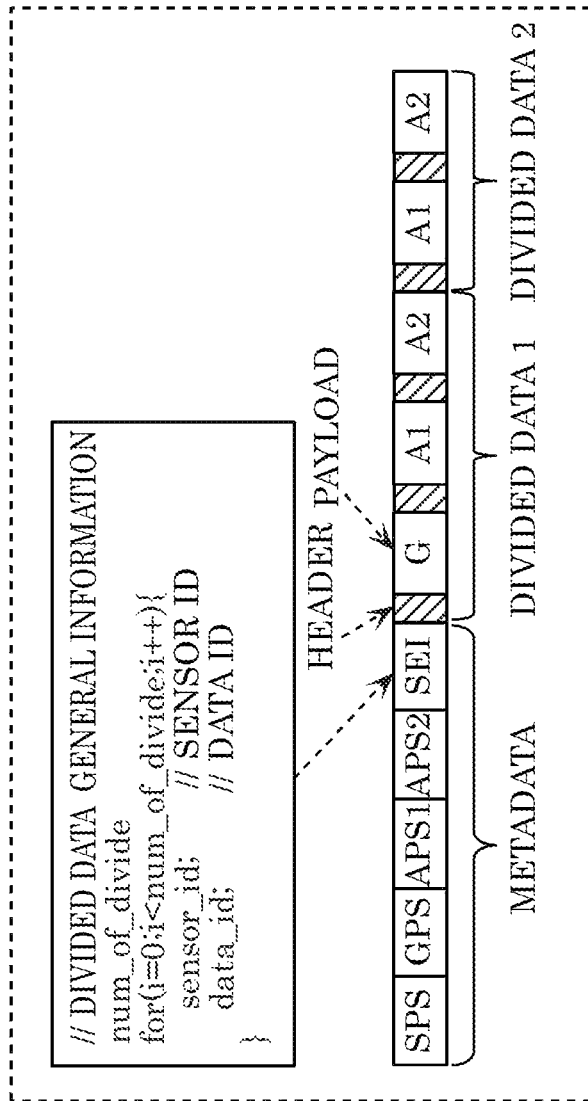 // DIVIDED DATA GENERAL INFORMATION
num_of_divide
for(i=0;i<num_of_divide;i++){
sensor_id; // SENSOR ID
data_id; // DATA ID
}
HEADER PAYLOAD
SPS GPS APS1 APS2 SEI G A1 A2 A1 A2
METADATA DIVIDED DATA 1 DIVIDED DATA 2